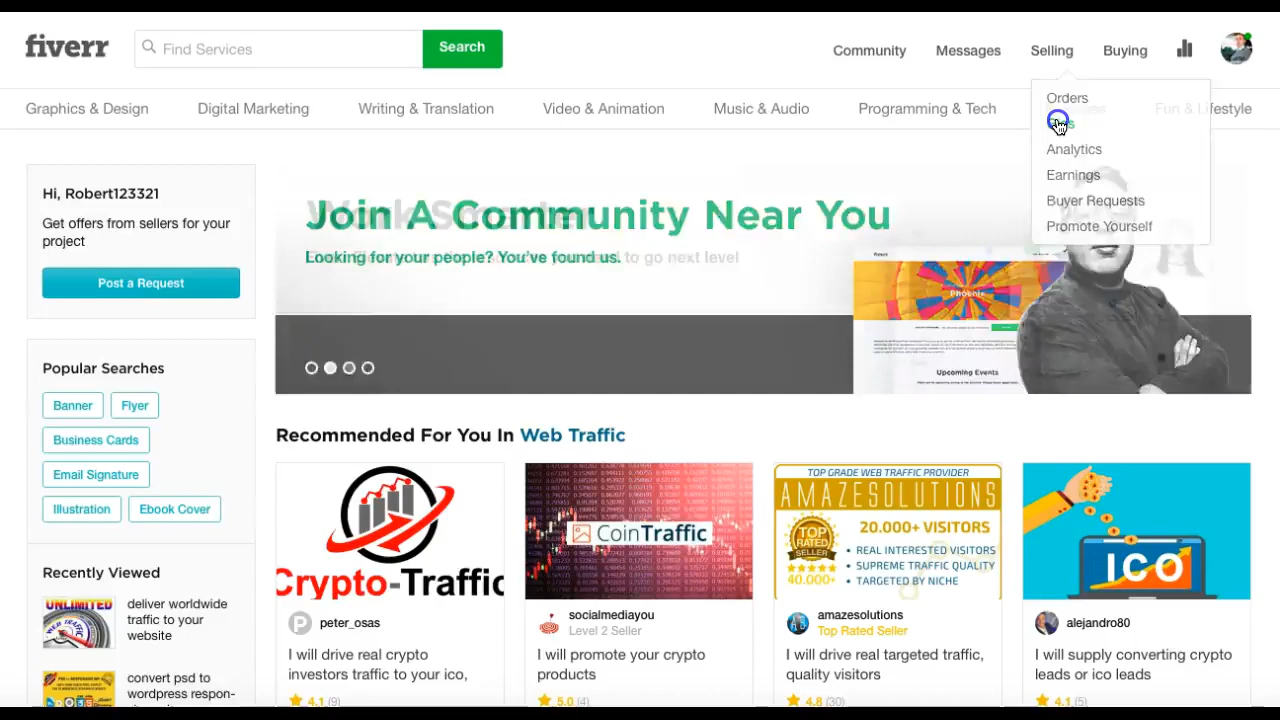 fiverr
Find Services
Search
Community
Messages
Selling
Buying
Graphics & Design
Digital Marketing
Writing & Translation
Video & Animation
Music & Audio
Programming & Tech
Fun & Lifestyle
Orders
Analytics
Earnings
Buyer Requests
Promote Yourself
Hi, Robert123321
Get offers from sellers for your
project
Post a Request
Join A Community Near You
Looking for your people? You've found us.
to go next level
Phoenix
Upcoming Events
Popular Searches
Banner
Flyer
Business Cards
Email Signature
Illustration
Ebook Cover
Recently Viewed
UNLIMITED
deliver worldwide
traffic to your
website
convert psd to
wordpress respon-
Recommended For You In Web Traffic
Crypto-Traffic
peter_osas
I will drive real crypto
investors traffic to your ico,
4.1 (9)
CoinTraffic
socialmediayou
Level 2 Seller
I will promote your crypto
products
5.0 (4)
TOP GRADE WEB TRAFFIC PROVIDER
AMAZESOLUTIONS
TOP
RATED
SELLER
40.000+
20.000+ VISITORS
• REAL INTERESTED VISITORS
• SUPREME TRAFFIC QUALITY
• TARGETED BY NICHE
amazesolutions
Top Rated Seller
I will drive real targeted traffic,
quality visitors
4.8 (30)
ICO
alejandro80
I will supply converting crypto
leads or ico leads
4.1 (5)